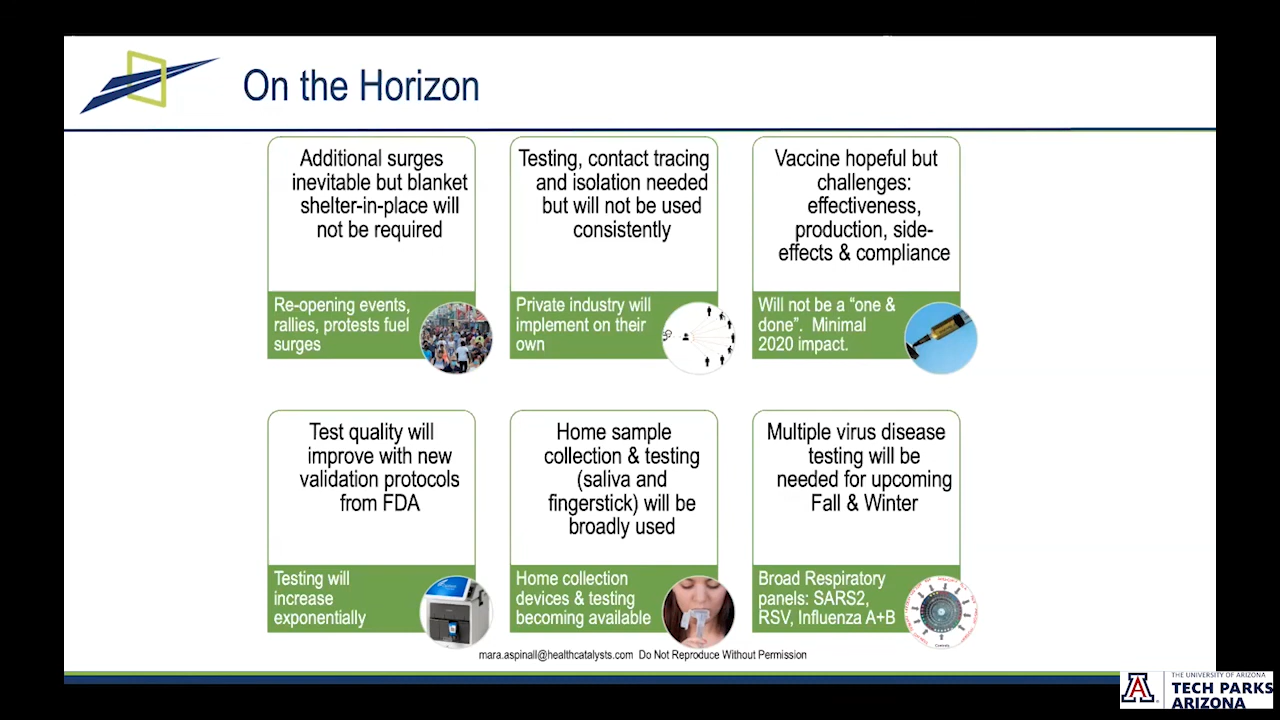 On the Horizon
Additional surges
inevitable but blanket
shelter-in-place will
not be required
Re-opening events,
rallies, protests fuel
surges
Testing, contact tracing
and isolation needed
but will not be used
consistently
Private industry will
implement on their
own
Vaccine hopeful but
challenges:
effectiveness,
production, side-
effects & compliance
Will not be a “one &
done”. Minimal
2020 impact.
Test quality will
improve with new
validation protocols
from FDA
Testing will
increase
exponentially
Home sample
collection & testing
(saliva and
fingerstick) will be
broadly used
Home collection
devices & testing
becoming available
Multiple virus disease
testing will be
needed for upcoming
Fall & Winter
Broad Respiratory
panels: SARS2,
RSV, Influenza A+B
Controls
mara.aspinall@healthcatalysts.com Do Not Reproduce Without Permission
A
THE UNIVERSITY OF ARIZONA
TECH PARKS
ARIZONA